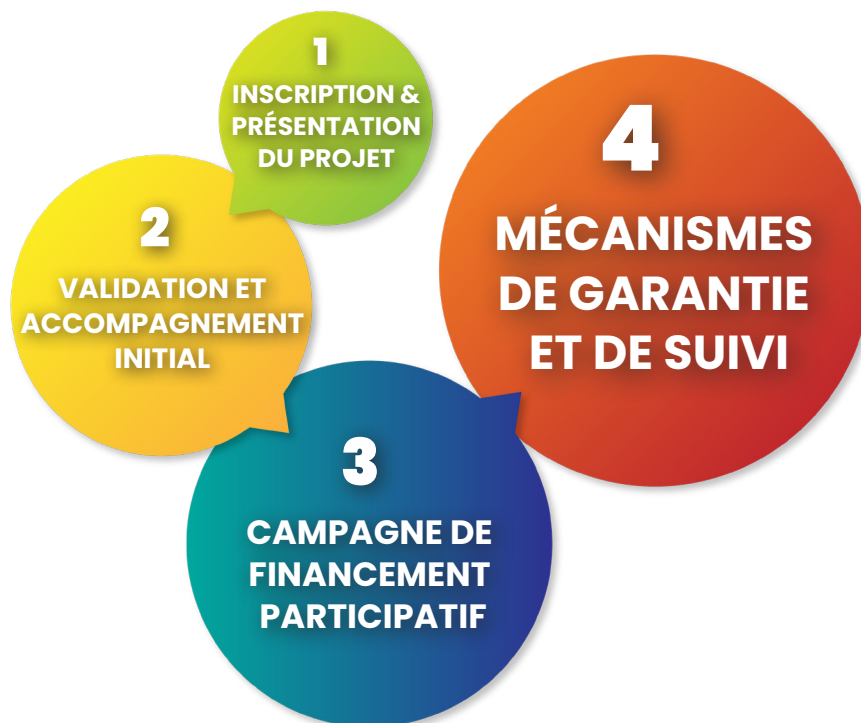 1
INSCRIPTION &
PRÉSENTATION
DU PROJET
2
VALIDATION ET
ACCOMPAGNEMENT
INITIAL
3
CAMPAGNE DE
FINANCEMENT
PARTICIPATIF
4
MÉCANISMES
DE GARANTIE
ET DE SUIVI